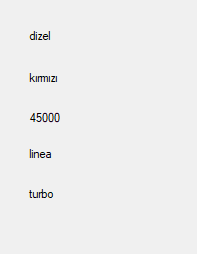 dizel
kırmızı
45000
linea
turbo